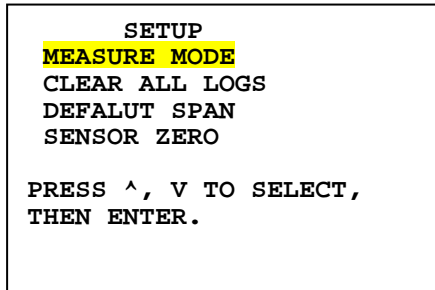 SETUP
MEASURE MODE
CLEAR ALL LOGS
DEFALUT SPAN
SENSOR ZERO
PRESS ^, V TO SELECT,
THEN ENTER.